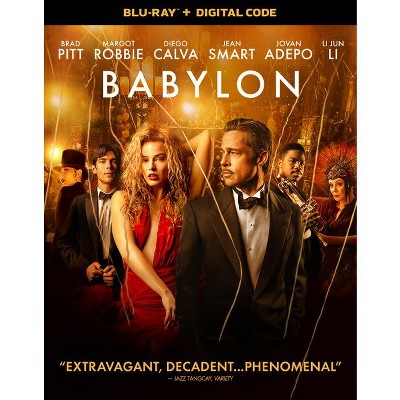 BLU-RAY™ + DIGITAL CODE
BRAD PITT MARGOT ROBBIE DIEGO CALVA JEAN SMART JOVAN ADEPO LI JUN LI
BABYLON
“EXTRAVAGANT, DECADENT...PHENOMENAL”
— JAZZ TANGCAY, VARIETY